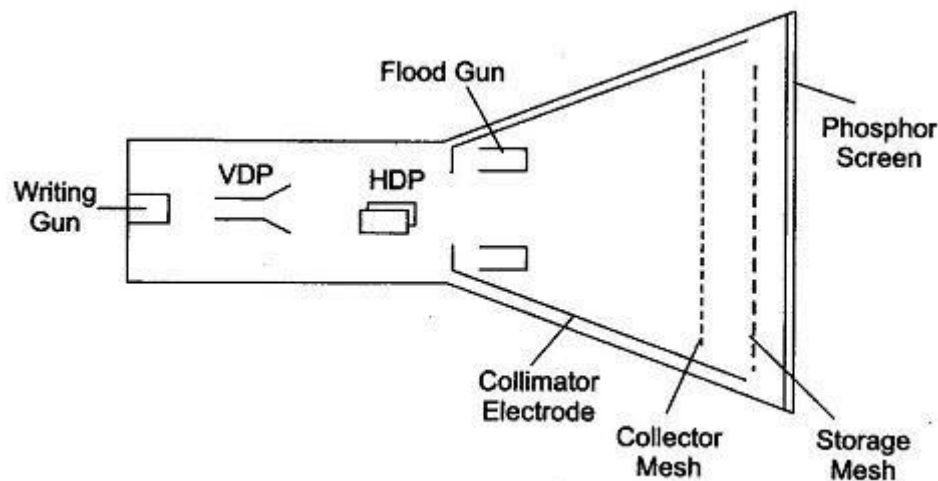 Flood Gun
Phosphor
Screen
VDP
HDP
Writing
Gun
Collimator
Electrode
Collector
Mesh
Storage
Mesh